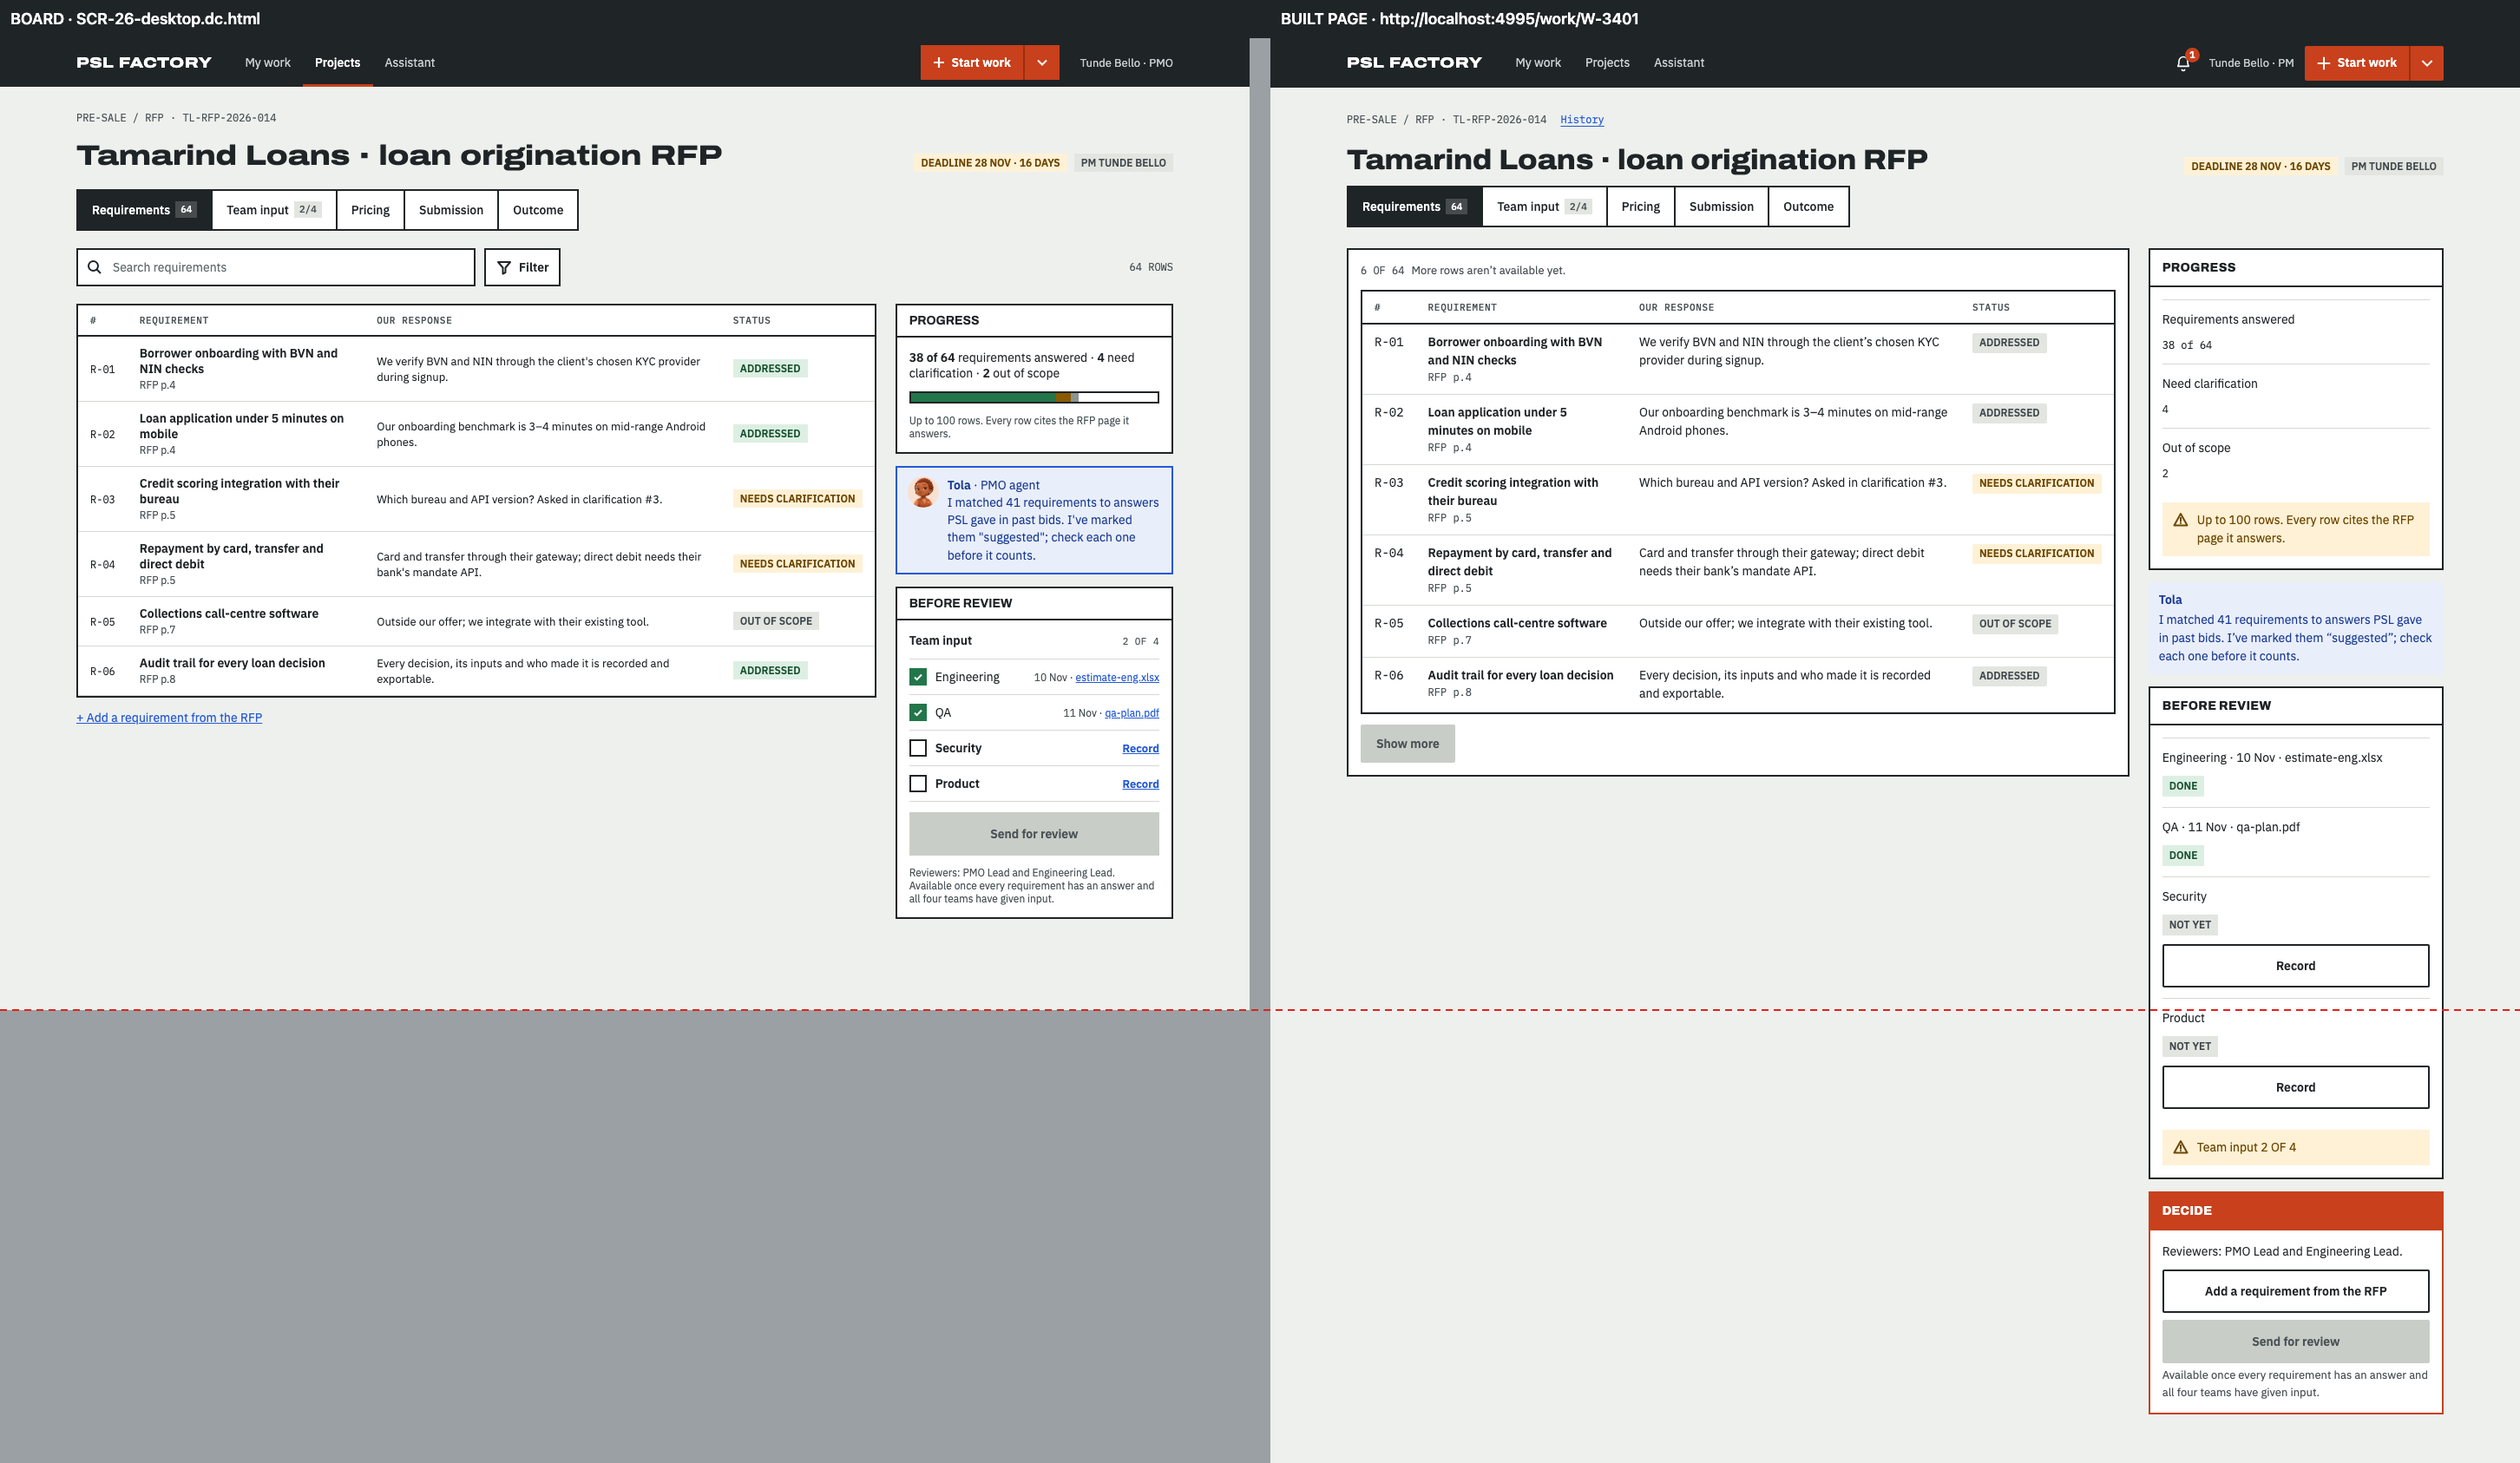 BOARD · SCR-26-desktop.dc.html
PSL FACTORY
My work
Projects
Assistant
+ Start work
Tunde Bello · PMO
PRE-SALE / RFP · TL-RFP-2026-014
Tamarind Loans · loan origination RFP
DEADLINE 28 NOV · 16 DAYS
PM TUNDE BELLO
Requirements 64
Team input 2/4
Pricing
Submission
Outcome
Search requirements
Filter
64 ROWS
# REQUIREMENT OUR RESPONSE STATUS
R-01
Borrower onboarding with BVN and
NIN checks
RFP p.4
We verify BVN and NIN through the client's chosen KYC provider
during signup.
ADDRESSED
R-02
Loan application under 5 minutes on
mobile
RFP p.4
Our onboarding benchmark is 3–4 minutes on mid-range Android
phones.
ADDRESSED
R-03
Credit scoring integration with their
bureau
RFP p.5
Which bureau and API version? Asked in clarification #3.
NEEDS CLARIFICATION
R-04
Repayment by card, transfer and
direct debit
RFP p.5
Card and transfer through their gateway; direct debit needs their
bank's mandate API.
NEEDS CLARIFICATION
R-05
Collections call-centre software
RFP p.7
Outside our offer; we integrate with their existing tool.
OUT OF SCOPE
R-06
Audit trail for every loan decision
RFP p.8
Every decision, its inputs and who made it is recorded and
exportable.
ADDRESSED
+ Add a requirement from the RFP
PROGRESS
38 of 64 requirements answered · 4 need
clarification · 2 out of scope
Up to 100 rows. Every row cites the RFP page it
answers.
Tola · PMO agent
I matched 41 requirements to answers
PSL gave in past bids. I've marked
them "suggested"; check each one
before it counts.
BEFORE REVIEW
Team input 2 OF 4
Engineering 10 Nov · estimate-eng.xlsx
QA 11 Nov · qa-plan.pdf
Security Record
Product Record
Send for review
Reviewers: PMO Lead and Engineering Lead.
Available once every requirement has an answer and
all four teams have given input.
BUILT PAGE · http://localhost:4995/work/W-3401
PSL FACTORY
My work
Projects
Assistant
1
Tunde Bello · PM
+ Start work
PRE-SALE / RFP · TL-RFP-2026-014 History
Tamarind Loans · loan origination RFP
DEADLINE 28 NOV · 16 DAYS
PM TUNDE BELLO
Requirements 64
Team input 2/4
Pricing
Submission
Outcome
6 OF 64 More rows aren’t available yet.
# REQUIREMENT OUR RESPONSE STATUS
R-01
Borrower onboarding with BVN
and NIN checks
RFP p.4
We verify BVN and NIN through the client’s chosen KYC
provider during signup.
ADDRESSED
R-02
Loan application under 5
minutes on mobile
RFP p.4
Our onboarding benchmark is 3–4 minutes on mid-range
Android phones.
ADDRESSED
R-03
Credit scoring integration with
their bureau
RFP p.5
Which bureau and API version? Asked in clarification #3.
NEEDS CLARIFICATION
R-04
Repayment by card, transfer and
direct debit
RFP p.5
Card and transfer through their gateway; direct debit
needs their bank’s mandate API.
NEEDS CLARIFICATION
R-05
Collections call-centre software
RFP p.7
Outside our offer; we integrate with their existing tool.
OUT OF SCOPE
R-06
Audit trail for every loan decision
RFP p.8
Every decision, its inputs and who made it is recorded
and exportable.
ADDRESSED
Show more
PROGRESS
Requirements answered
38 of 64
Need clarification
4
Out of scope
2
Up to 100 rows. Every row cites the RFP
page it answers.
Tola
I matched 41 requirements to answers PSL gave
in past bids. I’ve marked them “suggested”; check
each one before it counts.
BEFORE REVIEW
Engineering · 10 Nov · estimate-eng.xlsx
DONE
QA · 11 Nov · qa-plan.pdf
DONE
Security
NOT YET
Record
Product
NOT YET
Record
Team input 2 OF 4
DECIDE
Reviewers: PMO Lead and Engineering Lead.
Add a requirement from the RFP
Send for review
Available once every requirement has an answer and
all four teams have given input.